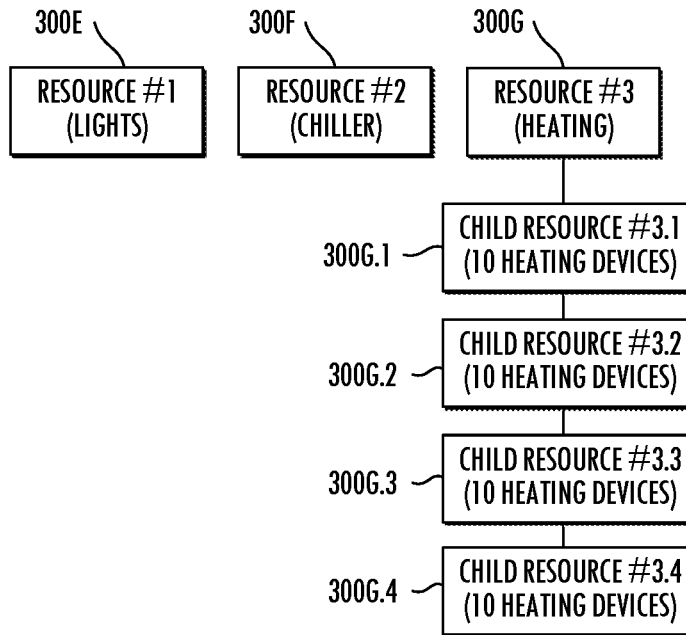 300E
300F
300G
RESOURCE #1
(LIGHTS)
RESOURCE #2
(CHILLER)
RESOURCE #3
(HEATING)
300G.1
CHILD RESOURCE #3.1
(10 HEATING DEVICES)
300G.2
CHILD RESOURCE #3.2
(10 HEATING DEVICES)
300G.3
CHILD RESOURCE #3.3
(10 HEATING DEVICES)
300G.4
CHILD RESOURCE #3.4
(10 HEATING DEVICES)